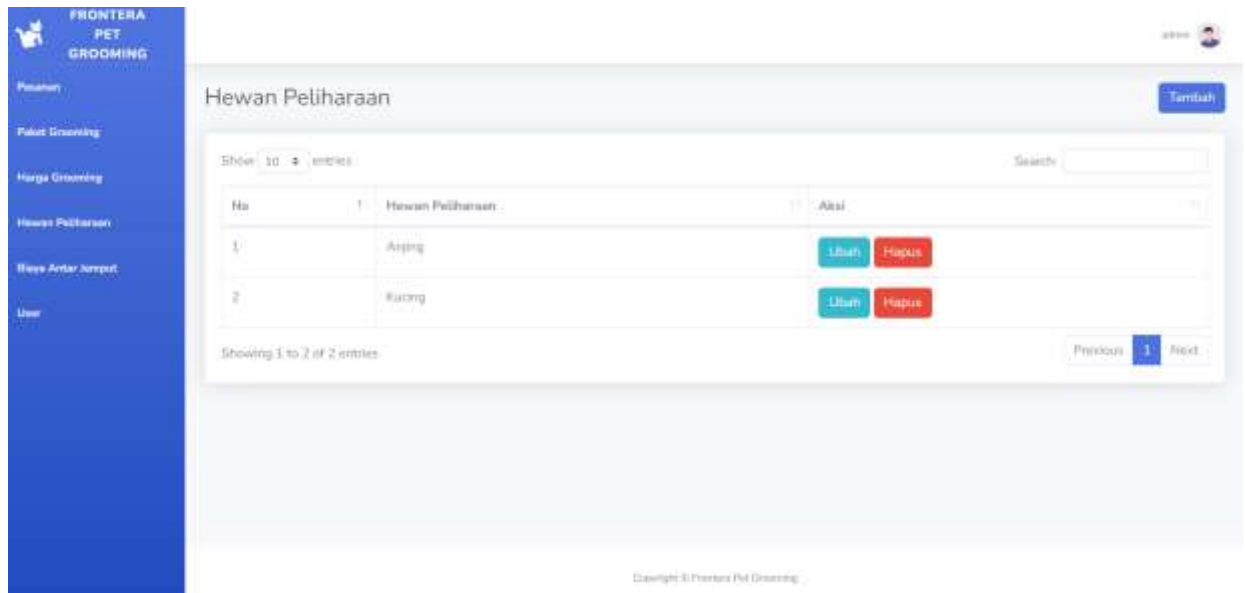 FRONTERA
PET
GROOMING
admin
Pesanan
Paket Grooming
Harga Grooming
Hewan Peliharaan
Biaya Antar Jemput
User
Hewan Peliharaan
Tambah
Show 10 entries
Search:
No Hewan Peliharaan Aksi
1 Anjing Ubah Hapus
2 Kucing Ubah Hapus
Showing 1 to 2 of 2 entries
Previous 1 Next
Copyright © Frontera Pet Grooming